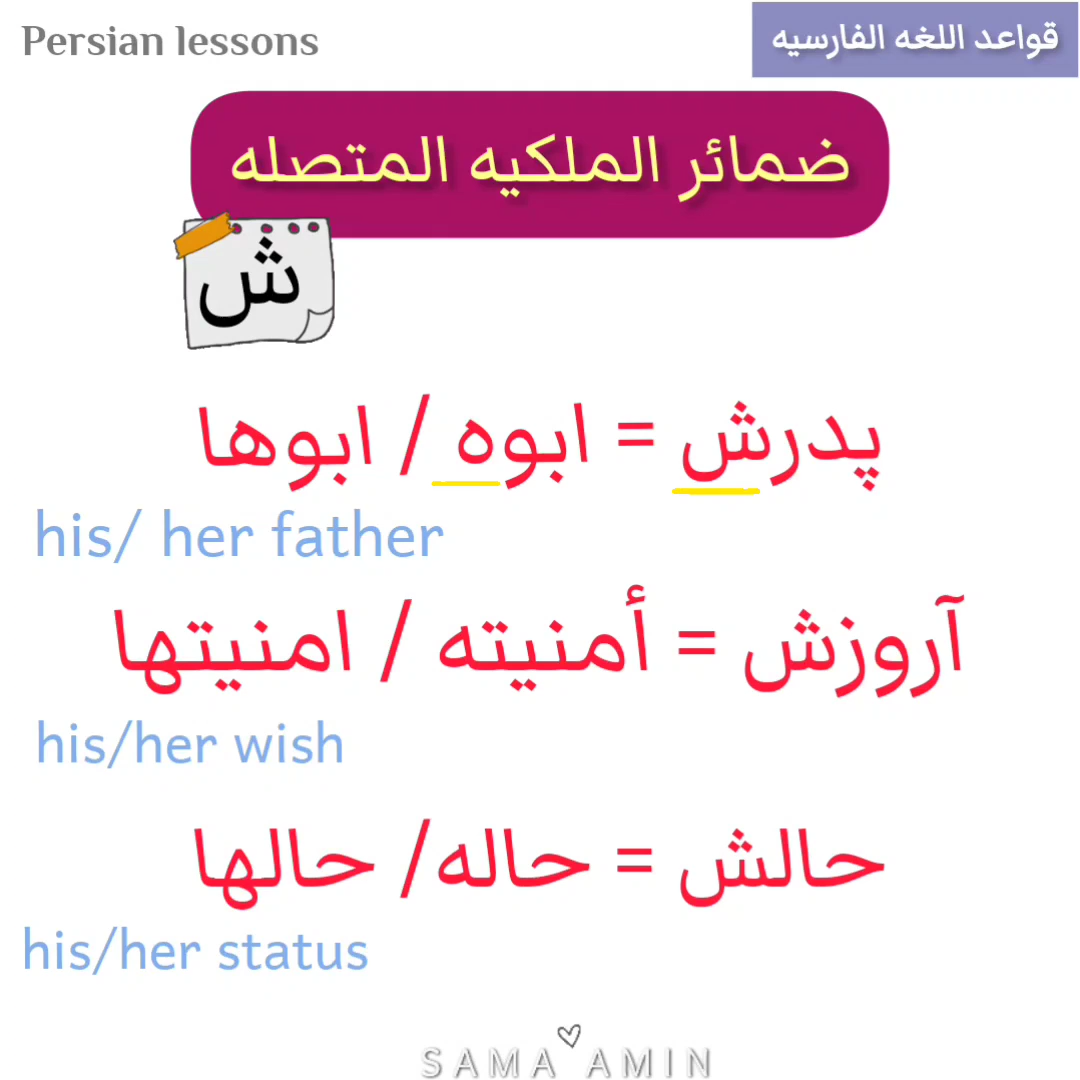 Persian lessons
قواعد اللغه الفارسيه
ضمائر الملكيه المتصله
ش
پدرش = ابوه / ابوها
his/ her father
آروزش = أمنيته / امنيتها
his/her wish
حالش = حاله/ حالها
his/her status
SAMA AMIN